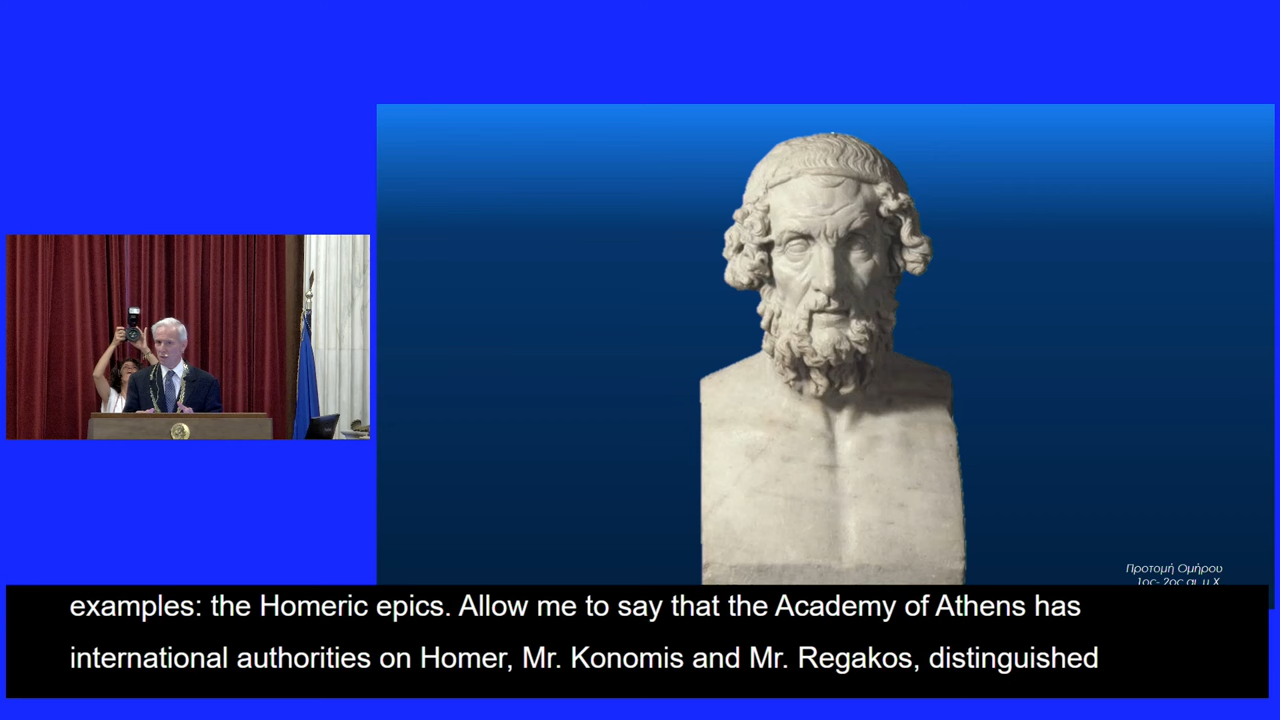 Προτομή Ομήρου
1ος- 2ος αι. μ.Χ
examples: the Homeric epics. Allow me to say that the Academy of Athens has
international authorities on Homer, Mr. Konomis and Mr. Regakos, distinguished